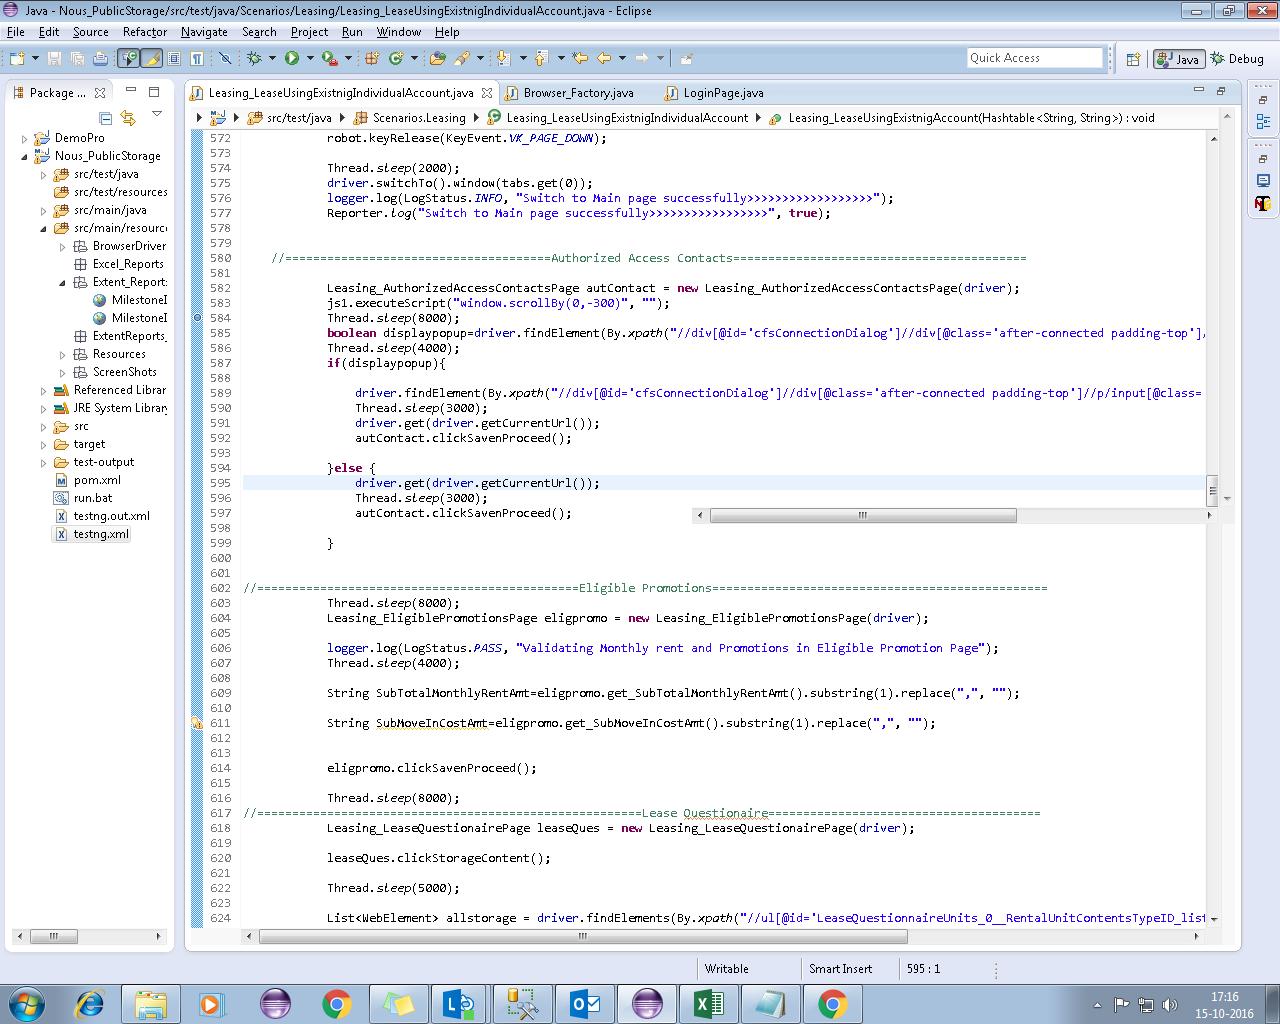 Java - Nous_PublicStorage/src/test/java/Scenarios/Leasing/Leasing_LeaseUsingExistnigIndividualAccount.java - Eclipse
File Edit Source Refactor Navigate Search Project Run Window Help
Quick Access
Java
Debug
Package ...
DemoPro
Nous_PublicStorage
src/test/java
src/test/resources
src/main/java
src/main/resourc
BrowserDriver
Excel_Reports
Extent_Report
MilestoneI
MilestoneI
ExtentReports_
Resources
ScreenShots
Referenced Librar
JRE System Library
src
target
test-output
pom.xml
run.bat
testng.out.xml
testng.xml
Leasing_LeaseUsingExistnigIndividualAccount.java
Browser_Factory.java
LoginPage.java
src/test/java
Scenarios.Leasing
Leasing_LeaseUsingExistnigIndividualAccount
Leasing_LeaseUsingExistnigAccount(Hashtable<String, String>) : void
572 robot.keyRelease(KeyEvent.VK_PAGE_DOWN);
573
574 Thread.sleep(2000);
575 driver.switchTo().window(tabs.get(0));
576 logger.log(LogStatus.INFO, "Switch to Main page successfully>>>>>>>>>>>>>>>>>>");
577 Reporter.log("Switch to Main page successfully>>>>>>>>>>>>>>>>>", true);
578
579
580 //======================================Authorized Access Contacts==========================================
581
582 Leasing_AuthorizedAccessContactsPage autContact = new Leasing_AuthorizedAccessContactsPage(driver);
583 js1.executeScript("window.scrollBy(0,-300)", "");
584 Thread.sleep(8000);
585 boolean displaypopup=driver.findElement(By.xpath("//div[@id='cfsConnectionDialog']//div[@class='after-connected padding-top']/
586 Thread.sleep(4000);
587 if(displaypopup){
588
589 driver.findElement(By.xpath("//div[@id='cfsConnectionDialog']//div[@class='after-connected padding-top']//p/input[@class=
590 Thread.sleep(3000);
591 driver.get(driver.getCurrentUrl());
592 autContact.clickSavenProceed();
593
594 }else {
595 driver.get(driver.getCurrentUrl());
596 Thread.sleep(3000);
597 autContact.clickSavenProceed();
598
599 }
600
601
602 //==============================================Eligible Promotions================================================
603 Thread.sleep(8000);
604 Leasing_EligiblePromotionsPage eligpromo = new Leasing_EligiblePromotionsPage(driver);
605
606 logger.log(LogStatus.PASS, "Validating Monthly rent and Promotions in Eligible Promotion Page");
607 Thread.sleep(4000);
608
609 String SubTotalMonthlyRentAmt=eligpromo.get_SubTotalMonthlyRentAmt().substring(1).replace(",", "");
610
611 String SubMoveInCostAmt=eligpromo.get_SubMoveInCostAmt().substring(1).replace(",", "");
612
613
614 eligpromo.clickSavenProceed();
615
616 Thread.sleep(8000);
617 //=======================================================Lease Questionaire=======================================
618 Leasing_LeaseQuestionairePage leaseQues = new Leasing_LeaseQuestionairePage(driver);
619
620 leaseQues.clickStorageContent();
621
622 Thread.sleep(5000);
623
624 List<WebElement> allstorage = driver.findElements(By.xpath("//ul[@id='LeaseQuestionnaireUnits_0__RentalUnitContentsTypeID_list
Writable Smart Insert 595 : 1
17:16
15-10-2016